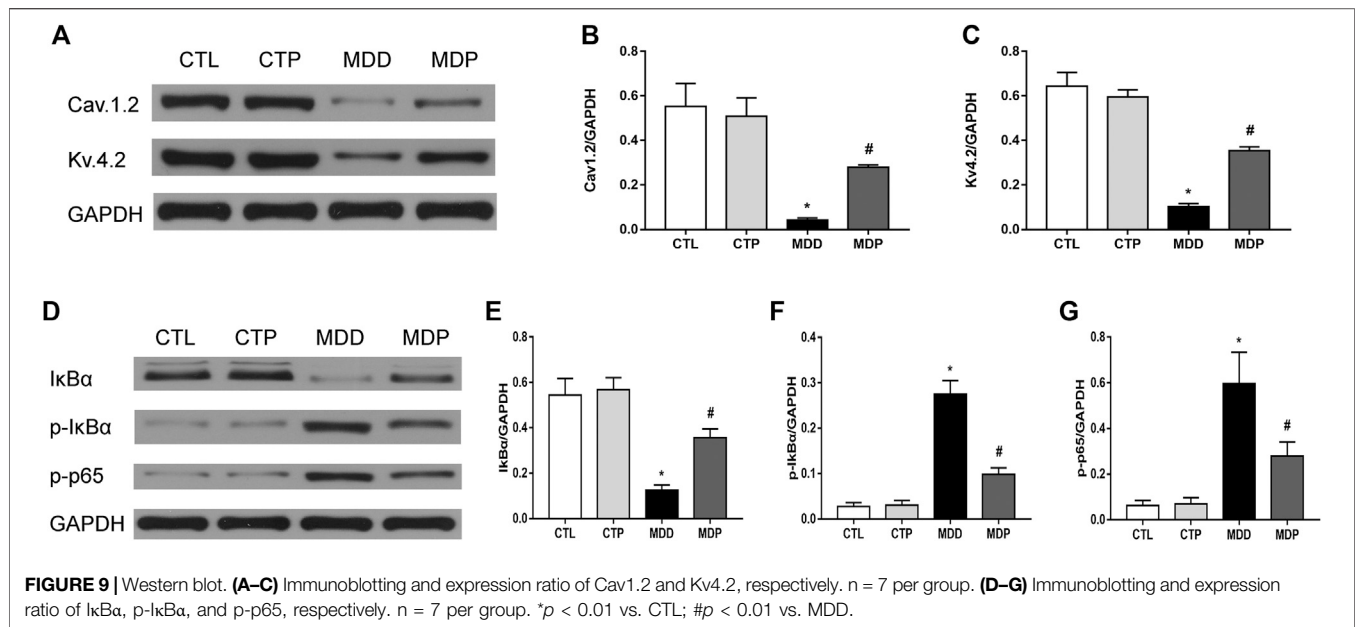 A
CTL CTP MDD MDP
Cav.1.2
Kv.4.2
GAPDH
B
0.8
0.6
0.4
0.2
0.0
Cav1.2/GAPDH
*
#
CTL CTP MDD MDP
C
0.8
0.6
0.4
0.2
0.0
Kv4.2/GAPDH
*
#
CTL CTP MDD MDP
D
CTL CTP MDD MDP
IκBα
p-IκBα
p-p65
GAPDH
E
0.8
0.6
0.4
0.2
0.0
IkBα/GAPDH
*
#
CTL CTP MDD MDP
F
0.4
0.3
0.2
0.1
0.0
p-IkBα/GAPDH
*
#
CTL CTP MDD MDP
G
0.8
0.6
0.4
0.2
0.0
p-p65/GAPDH
*
#
CTL CTP MDD MDP
FIGURE 9 | Western blot. (A–C) Immunoblotting and expression ratio of Cav1.2 and Kv4.2, respectively. n = 7 per group. (D–G) Immunoblotting and expression
ratio of IκBα, p-IκBα, and p-p65, respectively. n = 7 per group. *p < 0.01 vs. CTL; #p < 0.01 vs. MDD.